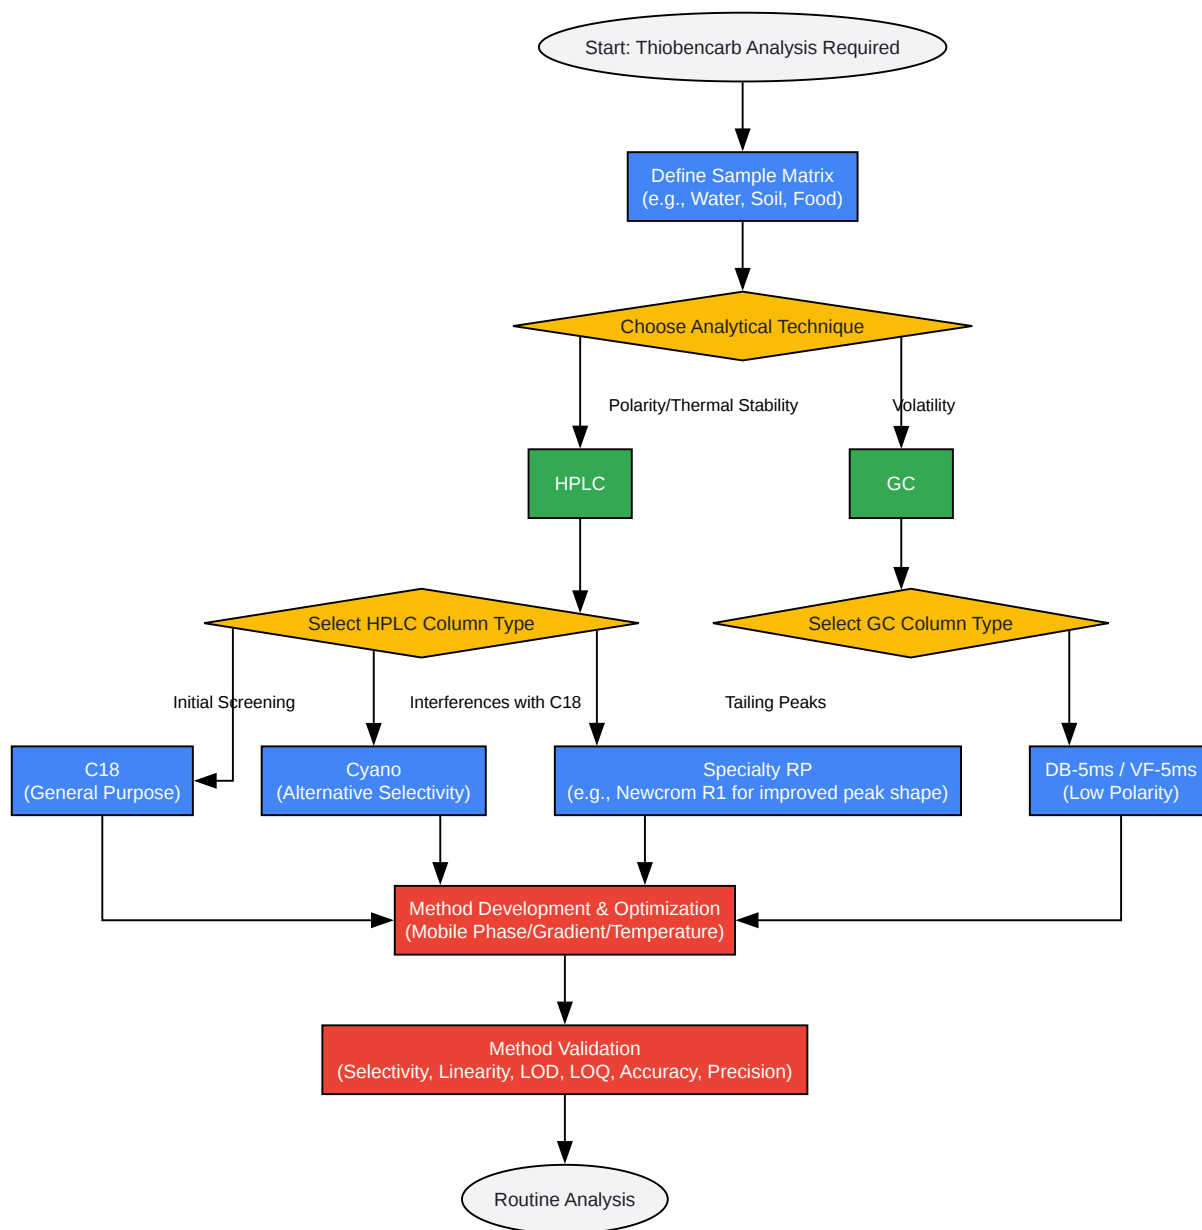 Start: Thiobencarb Analysis Required
Define Sample Matrix
(e.g., Water, Soil, Food)
Choose Analytical Technique
Polarity/Thermal Stability
Volatility
HPLC
GC
Select HPLC Column Type
Select GC Column Type
Initial Screening
Interferences with C18
Tailing Peaks
C18
(General Purpose)
Cyano
(Alternative Selectivity)
Specialty RP
(e.g., Newcrom R1 for improved peak shape)
DB-5ms / VF-5ms
(Low Polarity)
Method Development & Optimization
(Mobile Phase/Gradient/Temperature)
Method Validation
(Selectivity, Linearity, LOD, LOQ, Accuracy, Precision)
Routine Analysis